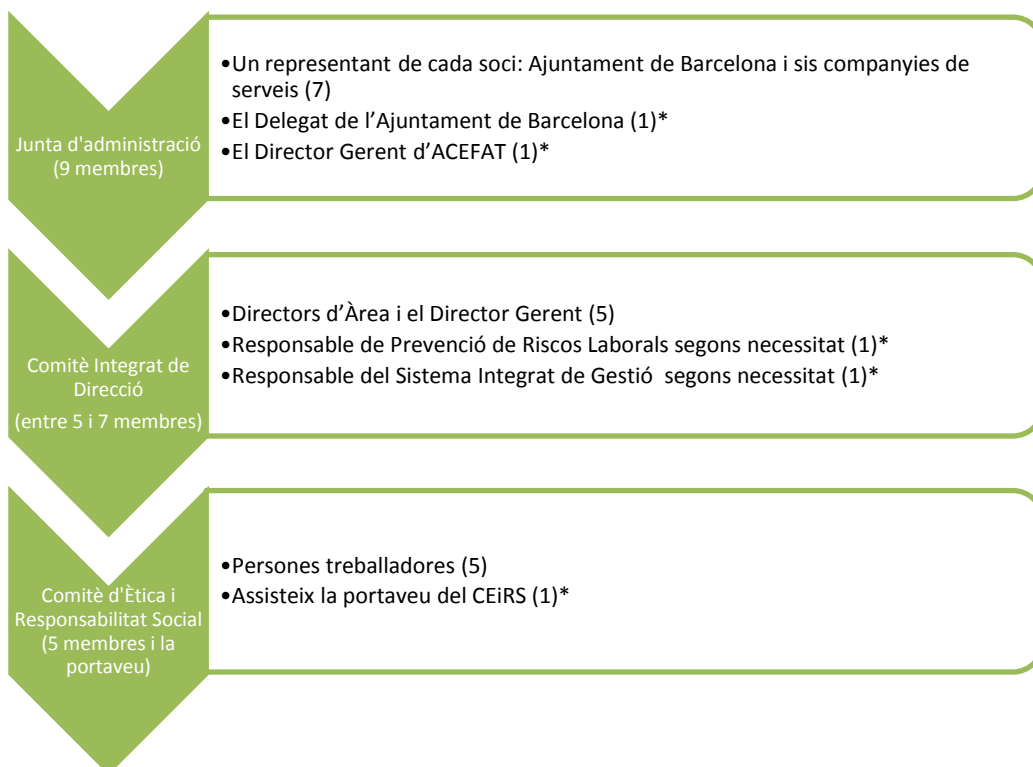 Junta d'administració
(9 membres)
•Un representant de cada soci: Ajuntament de Barcelona i sis companyies de
serveis (7)
•El Delegat de l’Ajuntament de Barcelona (1)*
•El Director Gerent d’ACEFAT (1)*
Comitè Integrat de
Direcció
(entre 5 i 7 membres)
•Directors d’Àrea i el Director Gerent (5)
•Responsable de Prevenció de Riscos Laborals segons necessitat (1)*
•Responsable del Sistema Integrat de Gestió segons necessitat (1)*
Comitè d'Ètica i
Responsabilitat Social
(5 membres i la
portaveu)
•Persones treballadores (5)
•Assisteix la portaveu del CEiRS (1)*